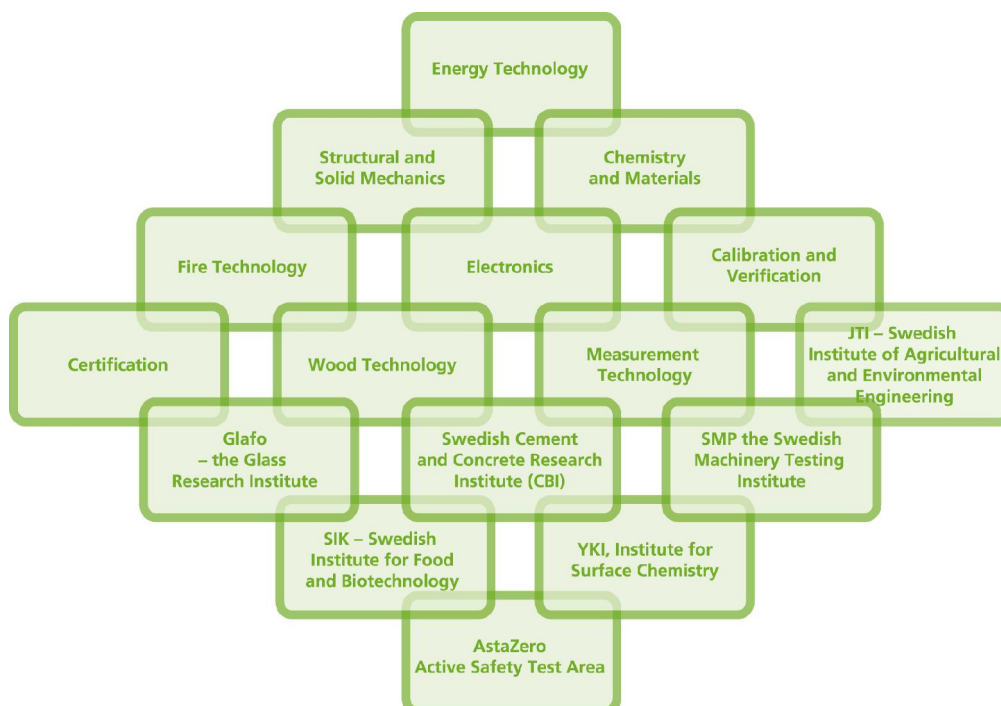 Energy Technology
Structural and
Solid Mechanics
Chemistry
and Materials
Fire Technology
Electronics
Calibration and
Verification
Certification
Wood Technology
Measurement
Technology
JTI – Swedish
Institute of Agricultural
and Environmental
Engineering
Glafo
– the Glass
Research Institute
Swedish Cement
and Concrete Research
Institute (CBI)
SMP the Swedish
Machinery Testing
Institute
SIK – Swedish
Institute for Food
and Biotechnology
YKI, Institute for
Surface Chemistry
AstaZero
Active Safety Test Area